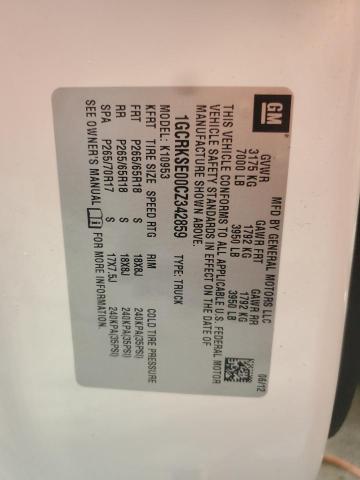 GM
MFD BY GENERAL MOTORS LLC
06/12
GVWR GAWR FRT GAWR RR
3175 KG 1792 KG 1792 KG
7000 LB 3950 LB 3950 LB
THIS VEHICLE CONFORMS TO ALL APPLICABLE U.S. FEDERAL MOTOR
VEHICLE SAFETY STANDARDS IN EFFECT ON THE DATE OF
MANUFACTURE SHOWN ABOVE.
1GCRKSE00CZ342859 TYPE: TRUCK
MODEL: K10953
KFRT TIRE SIZE SPEED RTG RIM COLD TIRE PRESSURE
FRT P265/65R18 S 18X8J 240KPA(35PSI)
RR P265/65R18 S 18X8J 240KPA(35PSI)
SPA P265/70R17 S 17X7.5J 240KPA(35PSI)
SEE OWNER'S MANUAL FOR MORE INFORMATION.